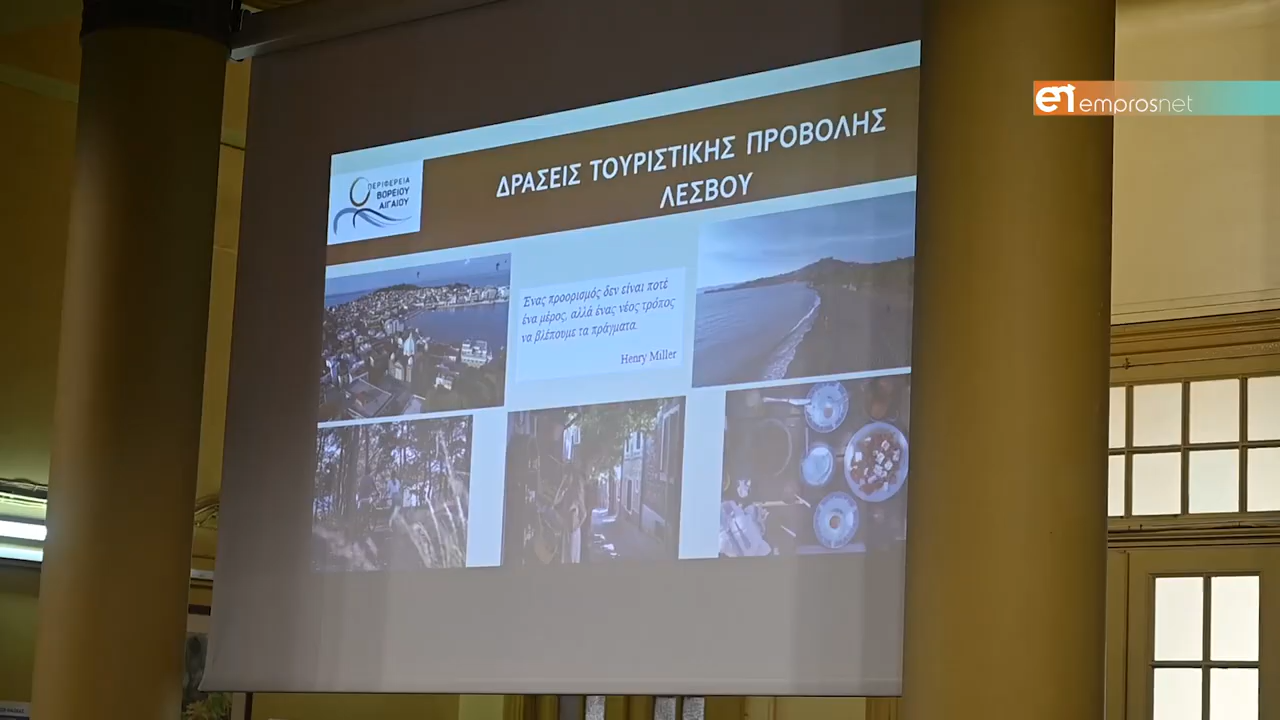 emprosnet
ΔΡΑΣΕΙΣ ΤΟΥΡΙΣΤΙΚΗΣ ΠΡΟΒΟΛΗΣ
ΛΕΣΒΟΥ
ΠΕΡΙΦΕΡΕΙΑ
ΒΟΡΕΙΟΥ
ΑΙΓΑΙΟΥ
Ένας προορισμός δεν είναι ποτέ
ένα μέρος, αλλά ένας νέος τρόπος
να βλέπουμε τα πράγματα.
Henry Miller